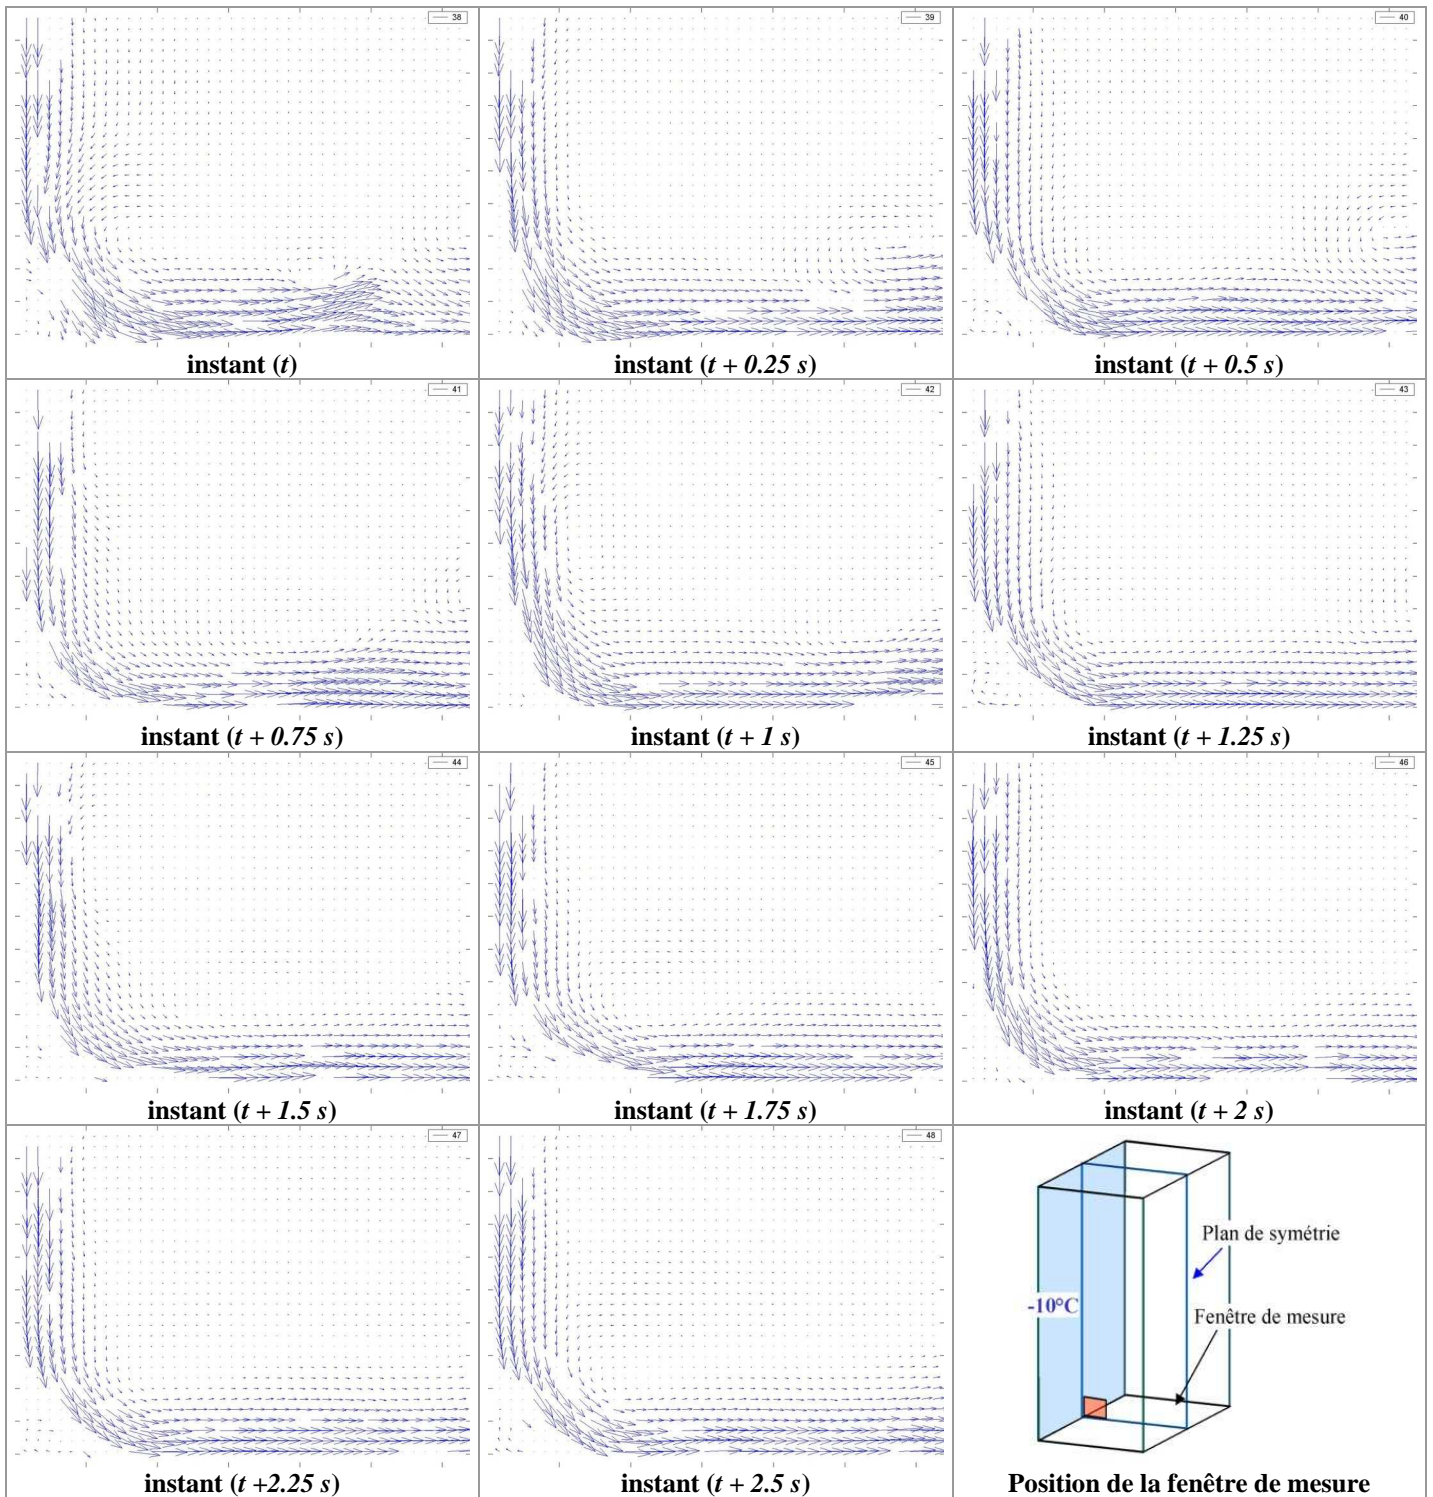 38
39
40
instant (t)
instant (t + 0.25 s)
instant (t + 0.5 s)
41
42
43
instant (t + 0.75 s)
instant (t + 1 s)
instant (t + 1.25 s)
44
45
46
instant (t + 1.5 s)
instant (t + 1.75 s)
instant (t + 2 s)
47
48
Plan de symétrie
-10°C
Fenêtre de mesure
instant (t +2.25 s)
instant (t + 2.5 s)
Position de la fenêtre de mesure